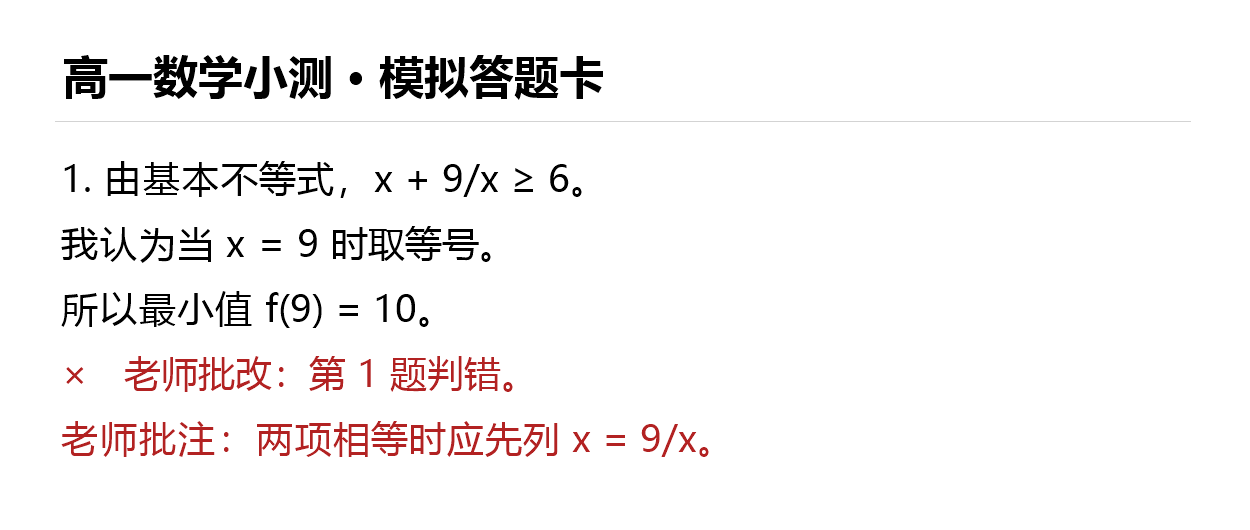 高一数学小测·模拟答题卡
1. 由基本不等式，x + 9/x ≥ 6。
我认为当 x = 9 时取等号。
所以最小值 f(9) = 10。
× 老师批改：第 1 题判错。
老师批注：两项相等时应先列 x = 9/x。